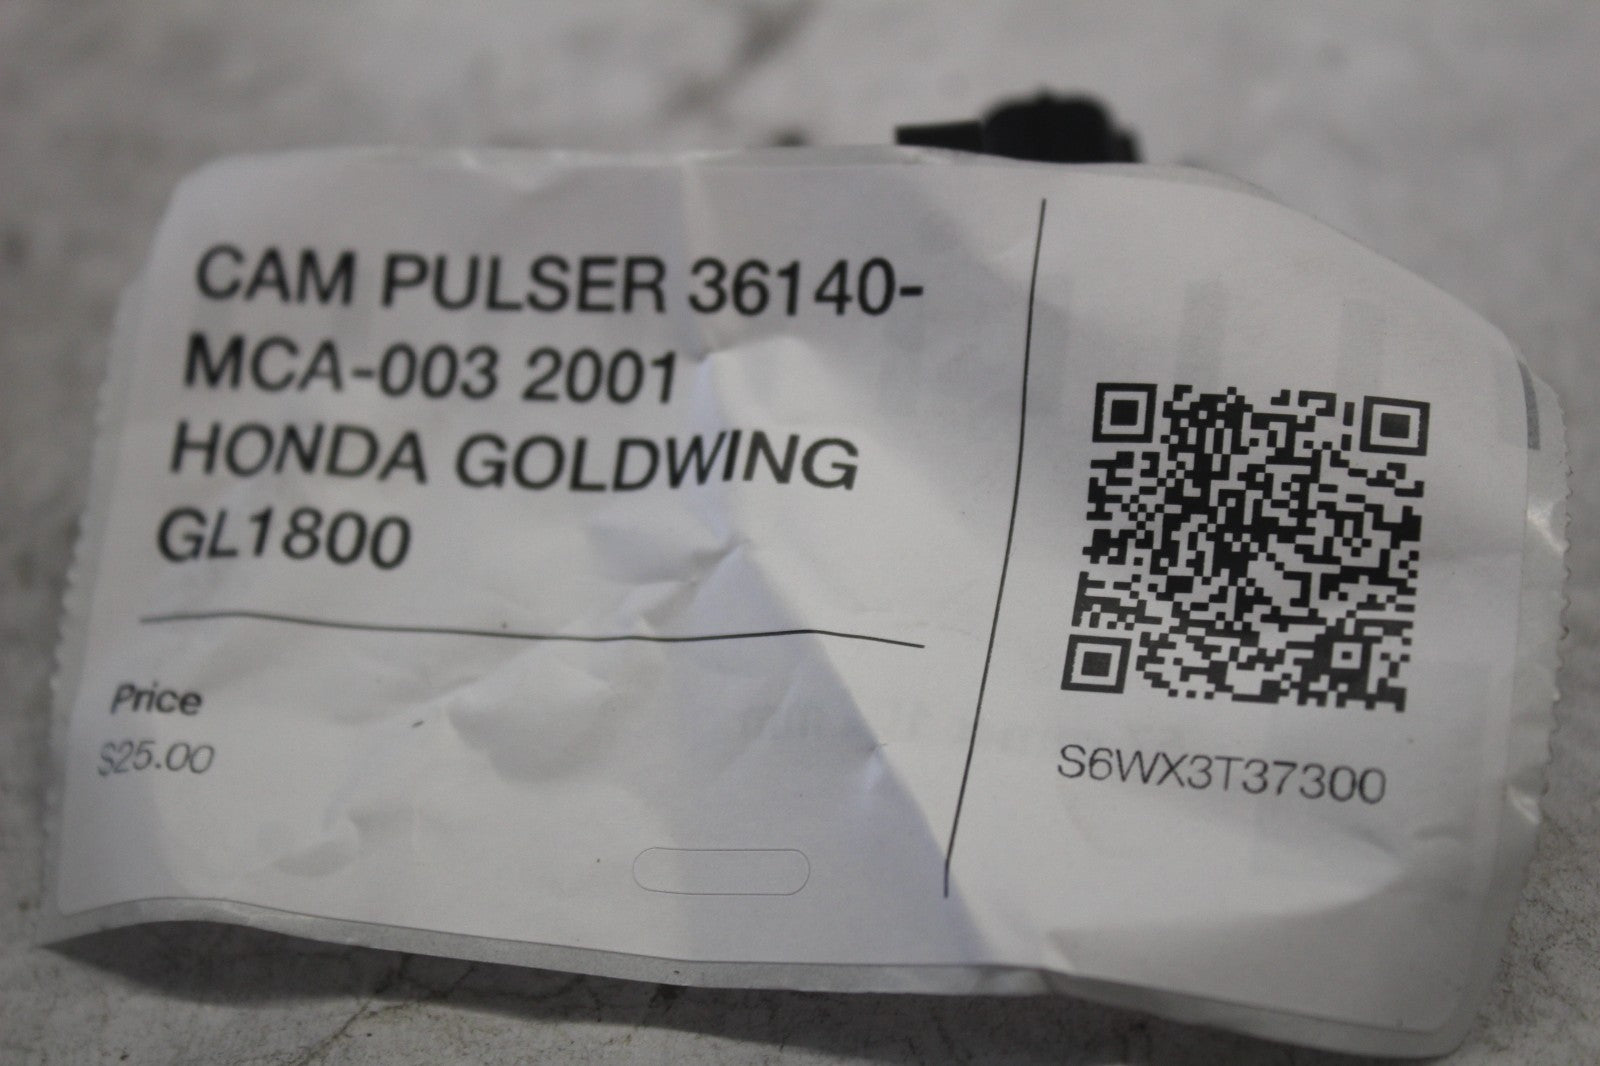 CAM PULSER 36140-
MCA-003 2001
HONDA GOLDWING
GL1800
Price
$25.00
S6WX3T37300